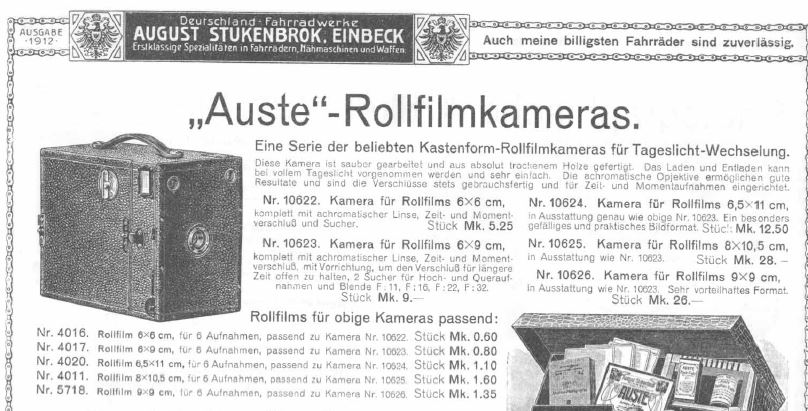 AUSGABE
·1912·
Deutschland-Fahrradwerke
AUGUST STUKENBROK, EINBECK
Erstklassige Spezialitäten in Fahrrädern, Nähmaschinen und Waffen.
Auch meine billigsten Fahrräder sind zuverlässig.
„Auste“-Rollfilmkameras.
Eine Serie der beliebten Kastenform-Rollfilmkameras für Tageslicht-Wechselung.
Diese Kamera ist sauber gearbeitet und aus absolut trockenem Holze gefertigt. Das Laden und Entladen kann
bei vollem Tageslicht vorgenommen werden und sehr einfach. Die achromatische Opjektive ermöglichen gute
Resultate und sind die Verschlüsse stets gebrauchsfertig und für Zeit- und Momentaufnahmen eingerichtet.
Nr. 10622. Kamera für Rollfilms 6×6 cm,
komplett mit achromatischer Linse, Zeit- und Moment-
verschluß und Sucher. Stück Mk. 5.25
Nr. 10623. Kamera für Rollfilms 6×9 cm,
komplett mit achromatischer Linse, Zeit- und Moment-
verschluß, mit Vorrichtung, um den Verschluß für längere
Zeit offen zu halten, 2 Sucher für Hoch- und Querauf-
nahmen und Blende F:11, F:16, F:22, F:32.
Stück Mk. 9.—
Nr. 10624. Kamera für Rollfilms 6,5×11 cm,
in Ausstattung genau wie obige Nr. 10623. Ein besonders
gefälliges und praktisches Bildformat. Stück Mk. 12.50
Nr. 10625. Kamera für Rollfilms 8×10,5 cm,
in Ausstattung wie Nr. 10623. Stück Mk. 28.–
Nr. 10626. Kamera für Rollfilms 9×9 cm,
in Ausstattung wie Nr. 10623. Sehr vorteilhaftes Format.
Stück Mk. 26.—
Rollfilms für obige Kameras passend:
Nr. 4016. Rollfilm 6×6 cm, für 6 Aufnahmen, passend zu Kamera Nr. 10622. Stück Mk. 0.60
Nr. 4017. Rollfilm 6×9 cm, für 6 Aufnahmen, passend zu Kamera Nr. 10623. Stück Mk. 0.80
Nr. 4020. Rollfilm 6,5×11 cm, für 6 Aufnahmen, passend zu Kamera Nr. 10624. Stück Mk. 1.10
Nr. 4011. Rollfilm 8×10,5 cm, für 6 Aufnahmen, passend zu Kamera Nr. 10625. Stück Mk. 1.60
Nr. 5718. Rollfilm 9×9 cm, für 6 Aufnahmen, passend zu Kamera Nr. 10626. Stück Mk. 1.35
AUSTE